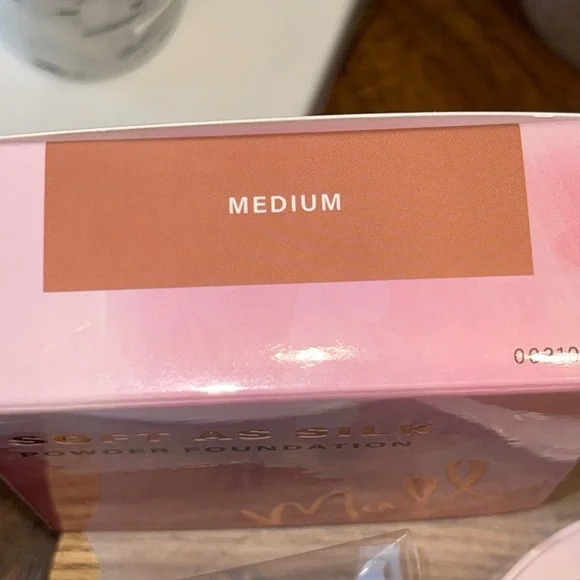 MEDIUM
SOFT AS SILK
POWDER FOUNDATION